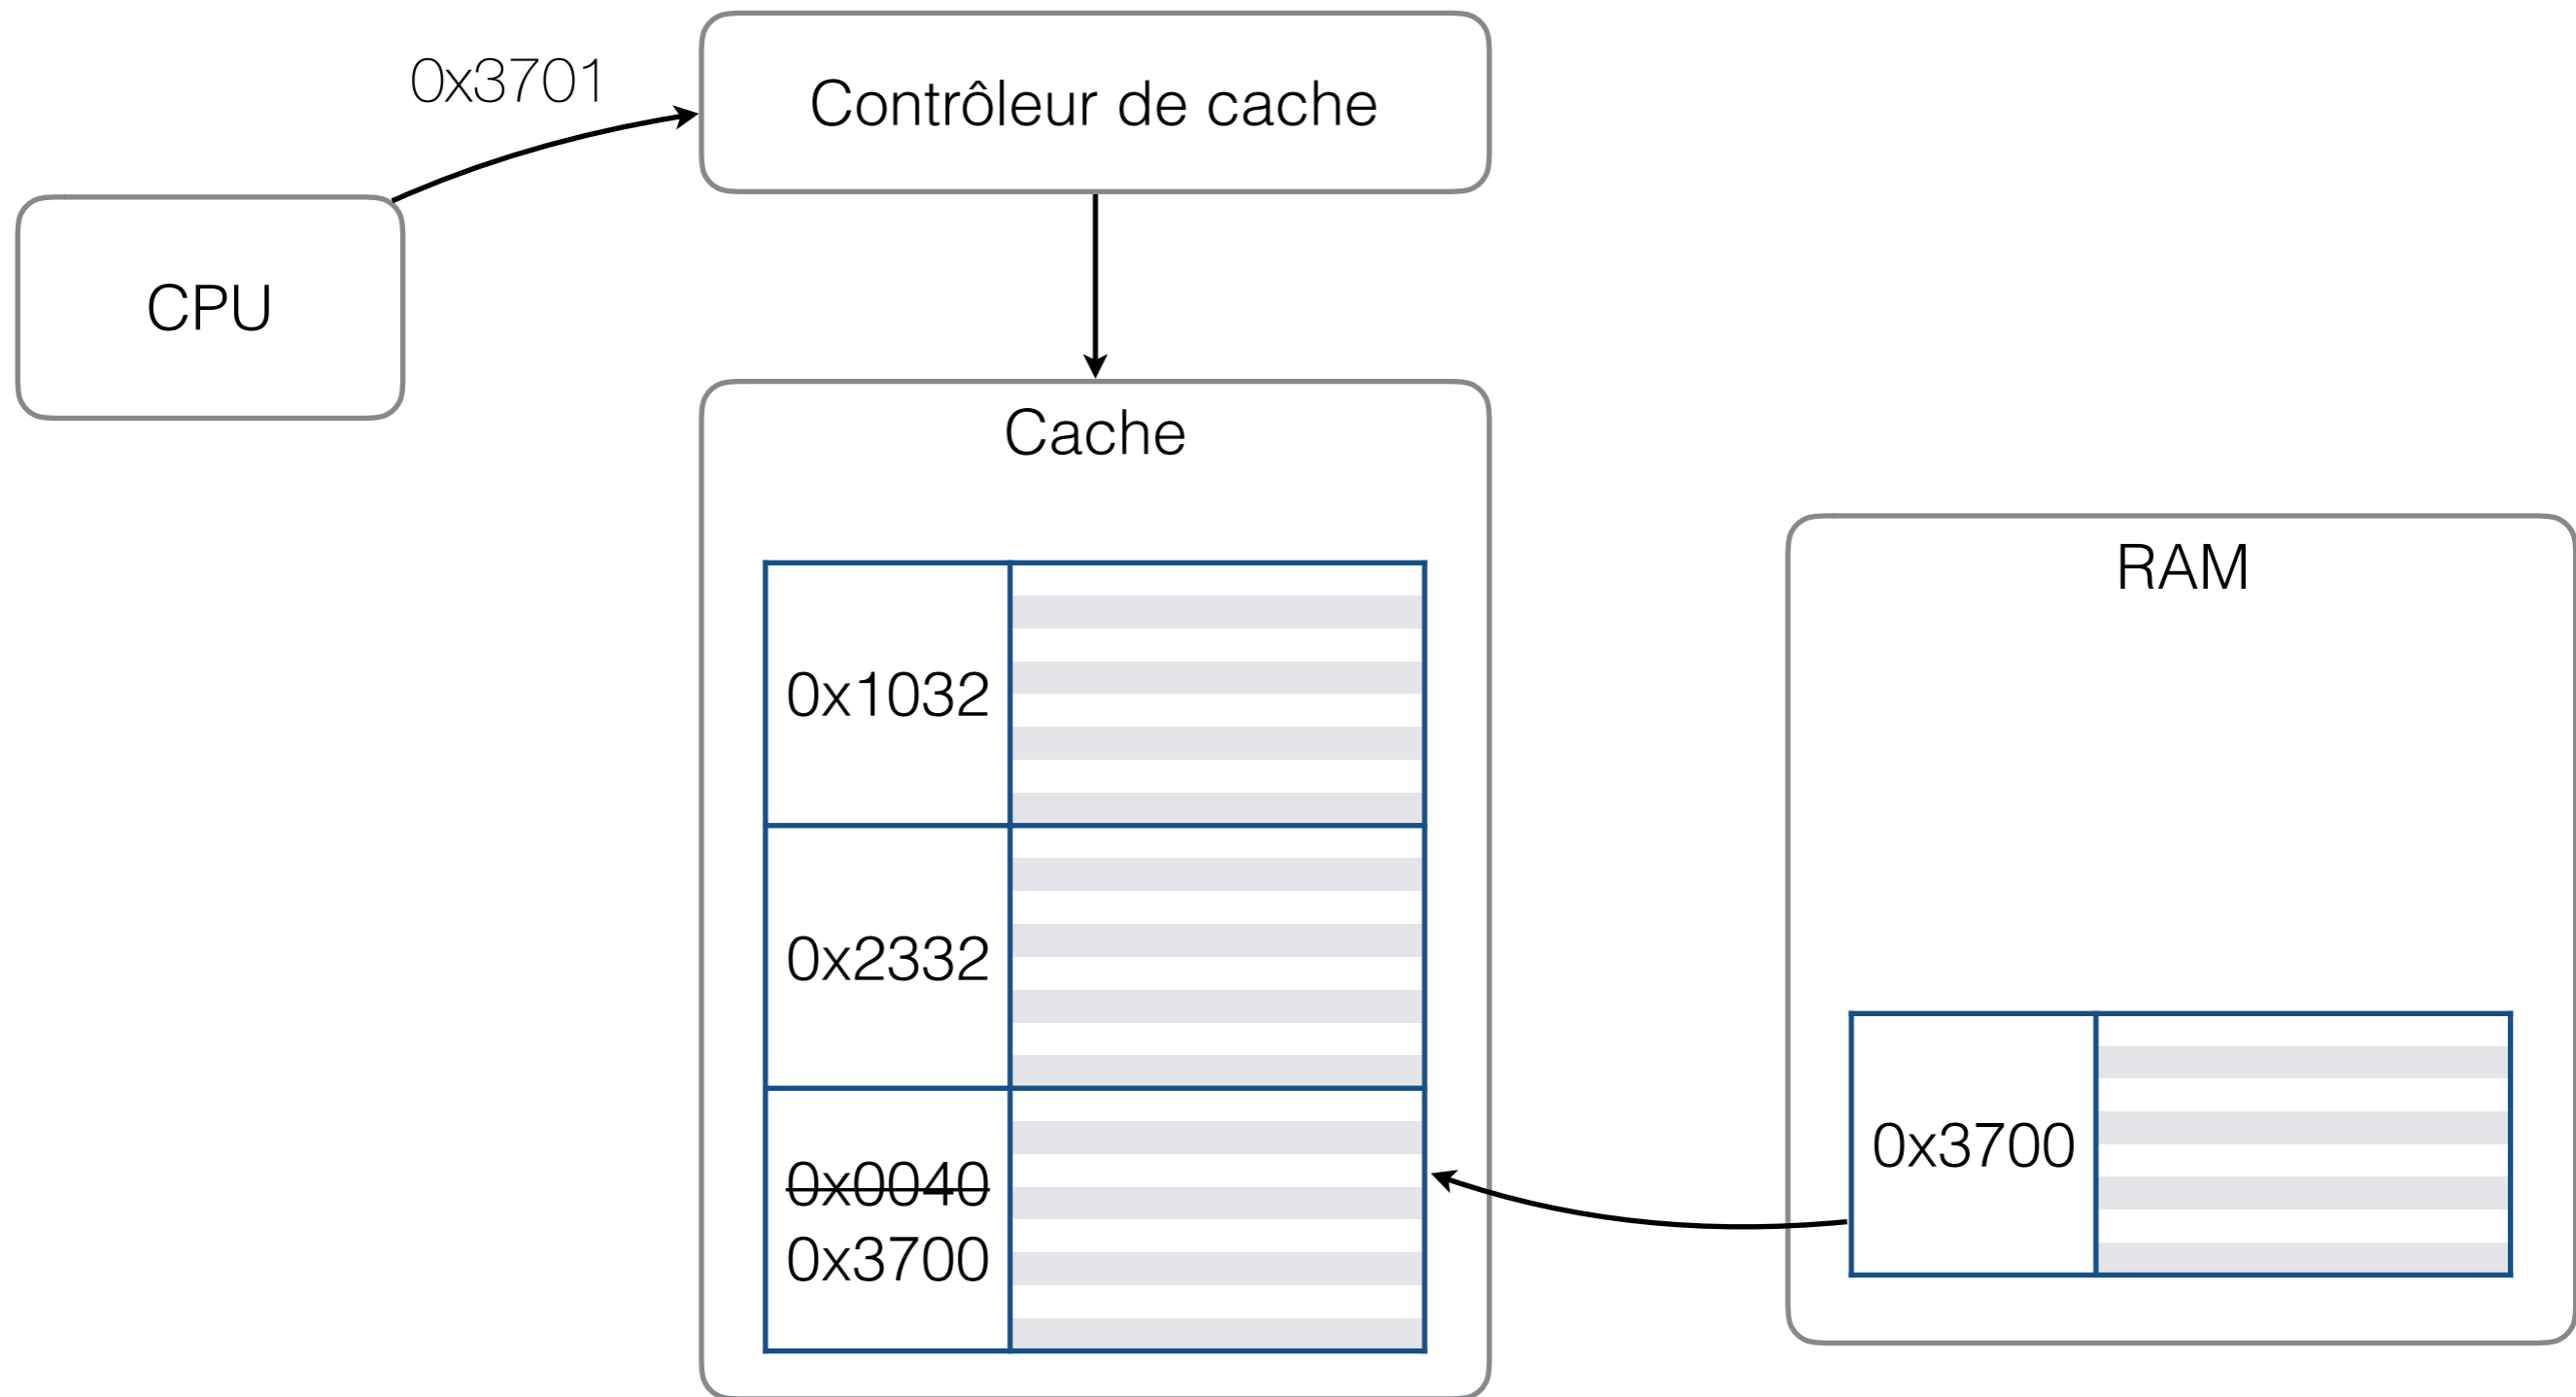 0x3701
Contrôleur de cache
CPU
Cache
RAM
0x1032
0x2332
0x0040
0x3700
0x3700